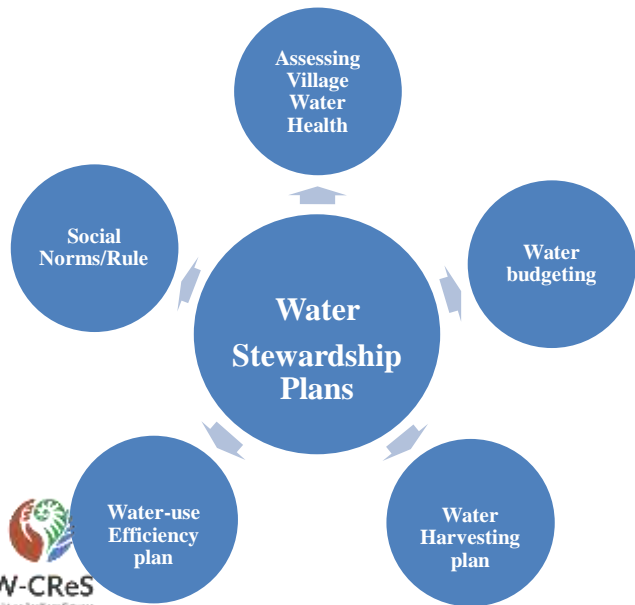 Assessing
Village
Water
Health
Social
Norms/Rule
Water
budgeting
Water
Stewardship
Plans
Water-use
Efficiency
plan
Water
Harvesting
plan
W-CReS